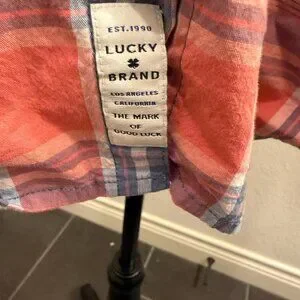 EST. 1990
LUCKY
BRAND
LOS ANGELES
CALIFORNIA
THE MARK
OF
GOOD LUCK